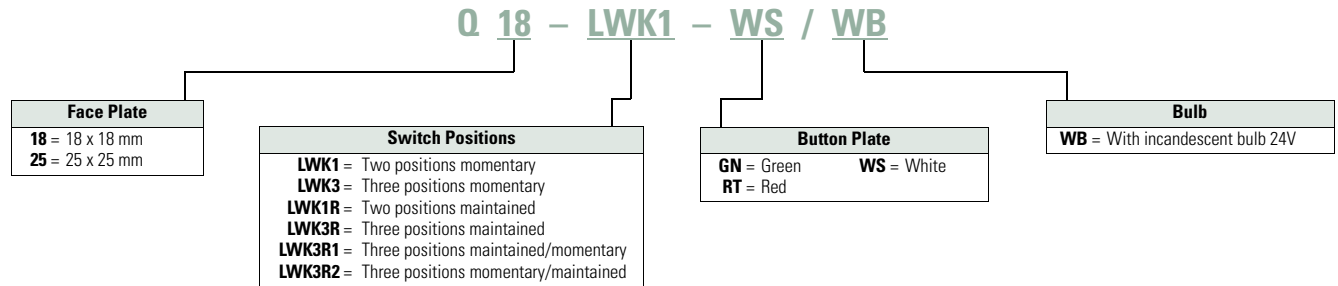 Q 18 – LWK1 – WS / WB
Face Plate
18 = 18 x 18 mm
25 = 25 x 25 mm
Switch Positions
LWK1 = Two positions momentary
LWK3 = Three positions momentary
LWK1R = Two positions maintained
LWK3R = Three positions maintained
LWK3R1 = Three positions maintained/momentary
LWK3R2 = Three positions momentary/maintained
Button Plate
GN = Green WS = White
RT = Red
Bulb
WB = With incandescent bulb 24V